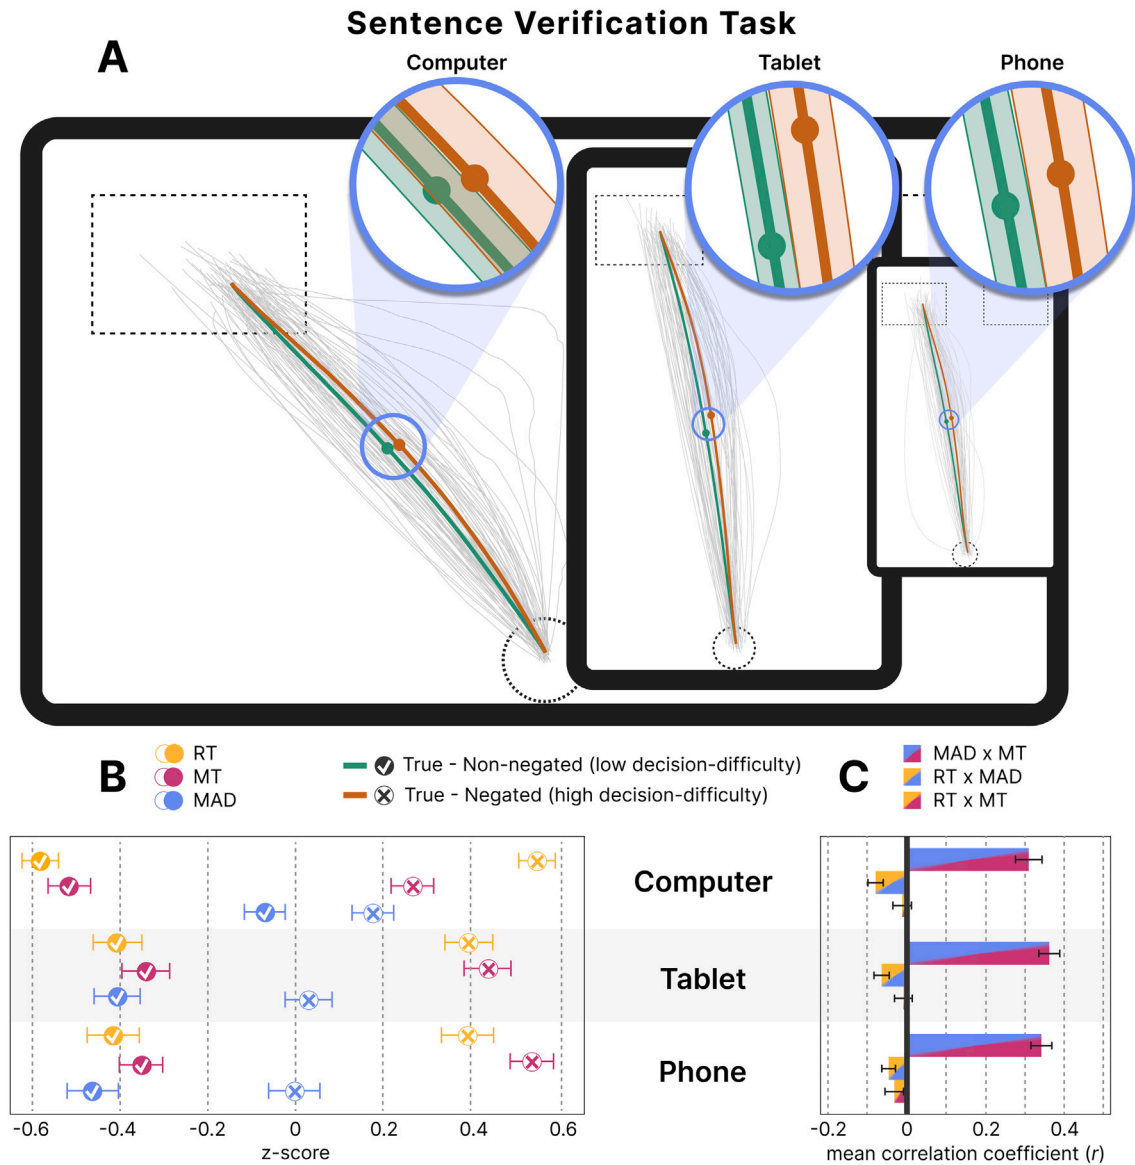 Sentence Verification Task
A
Computer
Tablet
Phone
B
RT
MT
MAD
True - Non-negated (low decision-difficulty)
True - Negated (high decision-difficulty)
C
MAD x MT
RT x MAD
RT x MT
Computer
Tablet
Phone
-0.6 -0.4 -0.2 0 0.2 0.4 0.6
z-score
-0.2 0 0.2 0.4
mean correlation coefficient (r)